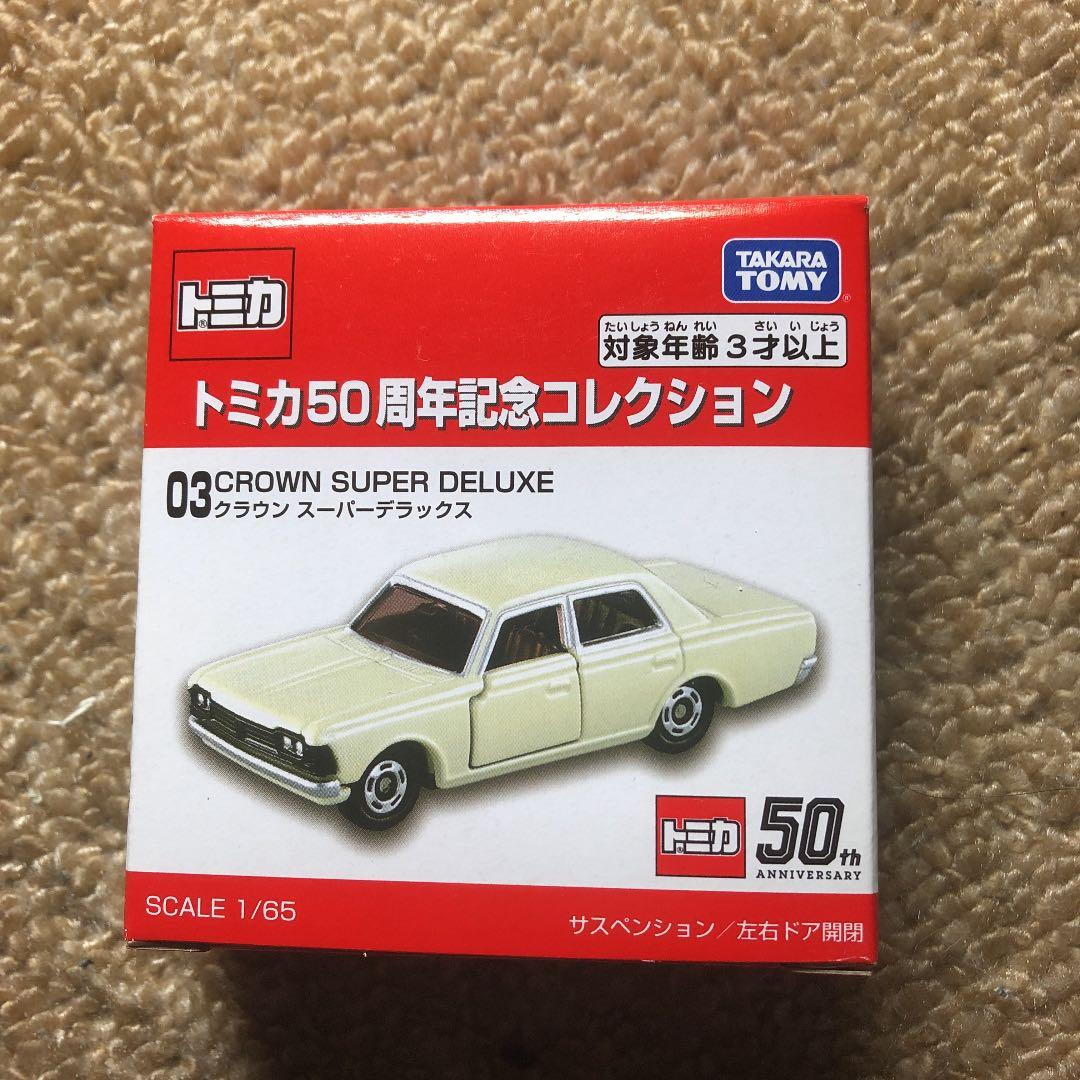 トミカ®
TAKARA
TOMY®
たいしょうねんれい さいいじょう
対象年齢3才以上
トミカ50周年記念コレクション
03 CROWN SUPER DELUXE
クラウン スーパーデラックス
トミカ®
50th
ANNIVERSARY
SCALE 1/65
サスペンション/左右ドア開閉